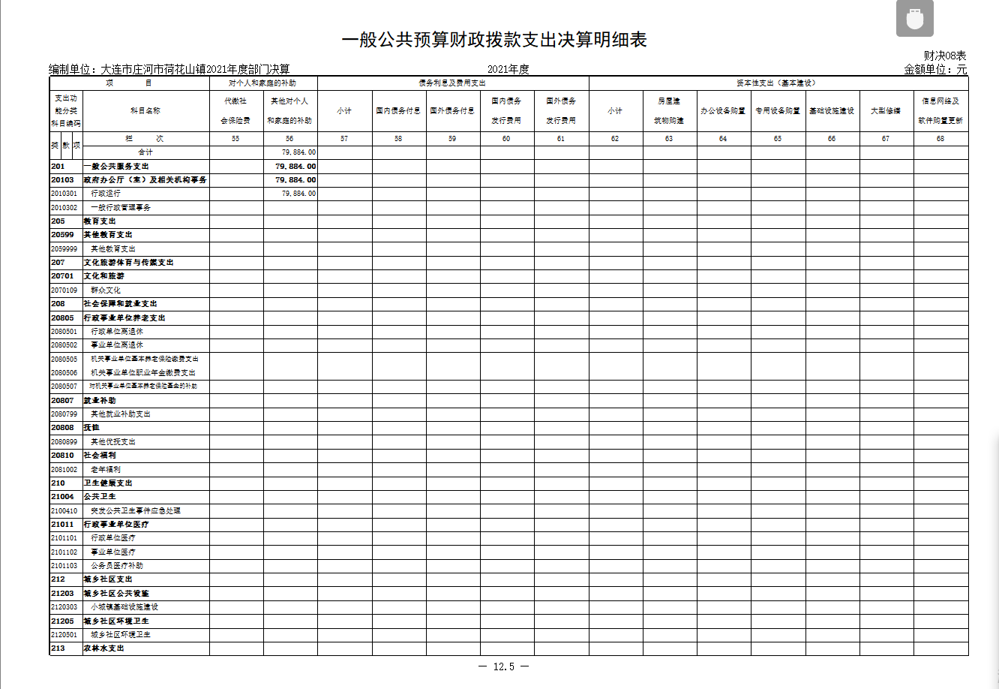 一般公共预算财政拨款支出决算明细表
财决08表
编制单位：大连市庄河市荷花山镇2021年度部门决算 2021年度 金额单位：元
项 目 对个人和家庭的补助 债务利息及费用支出 资本性支出（基本建设）
支出功能分类科目编码 科目名称 代缴社会保险费 其他对个人和家庭的补助 小计 国内债务付息 国外债务付息 国内债务发行费用 国外债务发行费用 小计 房屋建筑物购建 办公设备购置 专用设备购置 基础设施建设 大型修缮 信息网络及软件购置更新
类 款 项 栏 次 55 56 57 58 59 60 61 62 63 64 65 66 67 68
合计 79,884.00
201 一般公共服务支出 79,884.00
20103 政府办公厅（室）及相关机构事务 79,884.00
2010301 行政运行 79,884.00
2010302 一般行政管理事务
205 教育支出
20599 其他教育支出
2059999 其他教育支出
207 文化旅游体育与传媒支出
20701 文化和旅游
2070109 群众文化
208 社会保障和就业支出
20805 行政事业单位养老支出
2080501 行政单位离退休
2080502 事业单位离退休
2080505 机关事业单位基本养老保险缴费支出
2080506 机关事业单位职业年金缴费支出
2080507 对机关事业单位基本养老保险基金的补助
20807 就业补助
2080799 其他就业补助支出
20808 抚恤
2080899 其他优抚支出
20810 社会福利
2081002 老年福利
210 卫生健康支出
21004 公共卫生
2100410 突发公共卫生事件应急处理
21011 行政事业单位医疗
2101101 行政单位医疗
2101102 事业单位医疗
2101103 公务员医疗补助
212 城乡社区支出
21203 城乡社区公共设施
2120303 小城镇基础设施建设
21205 城乡社区环境卫生
2120501 城乡社区环境卫生
213 农林水支出
— 12.5 —